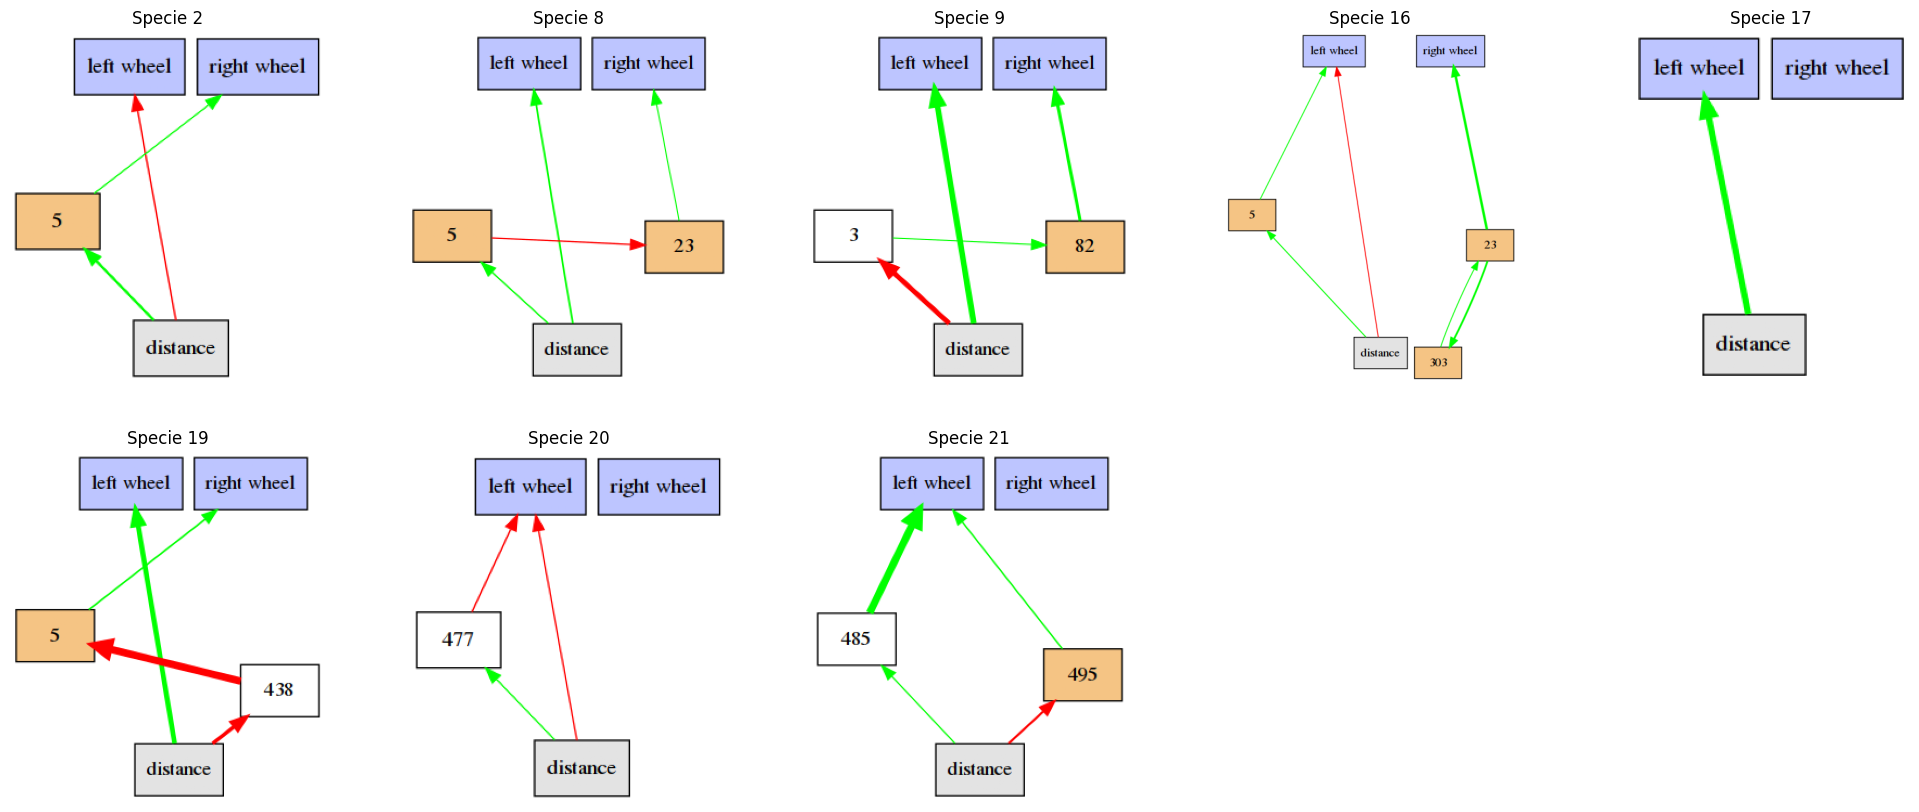 Specie 2
left wheel
right wheel
5
distance
Specie 8
left wheel
right wheel
5
23
distance
Specie 9
left wheel
right wheel
3
82
distance
Specie 16
left wheel
right wheel
5
23
distance
303
Specie 17
left wheel
right wheel
distance
Specie 19
left wheel
right wheel
5
438
distance
Specie 20
left wheel
right wheel
477
distance
Specie 21
left wheel
right wheel
485
495
distance